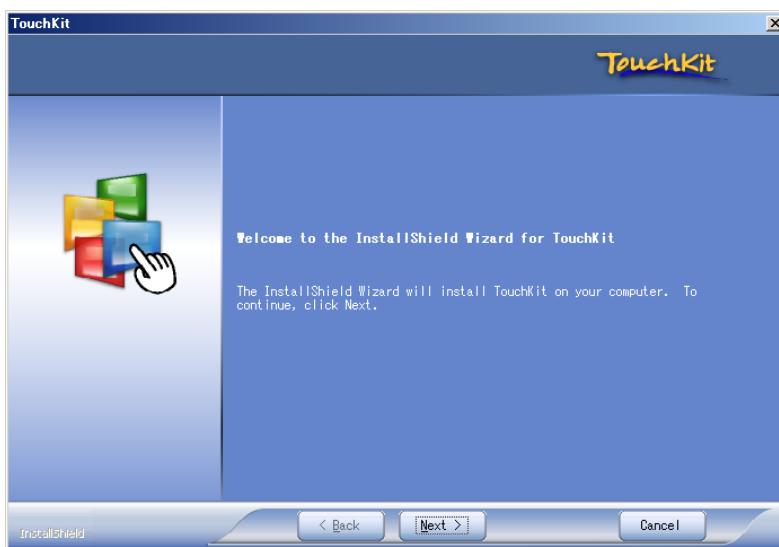 TouchKit
TouchKit
Welcome to the InstallShield Wizard for TouchKit
The InstallShield Wizard will install TouchKit on your computer.  To
continue, click Next.
InstallShield
< Back
Next >
Cancel